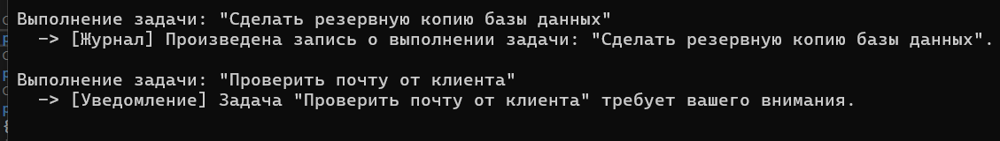 Выполнение задачи: "Сделать резервную копию базы данных"
-> [Журнал] Произведена запись о выполнении задачи: "Сделать резервную копию базы данных".
Выполнение задачи: "Проверить почту от клиента"
-> [Уведомление] Задача "Проверить почту от клиента" требует вашего внимания.